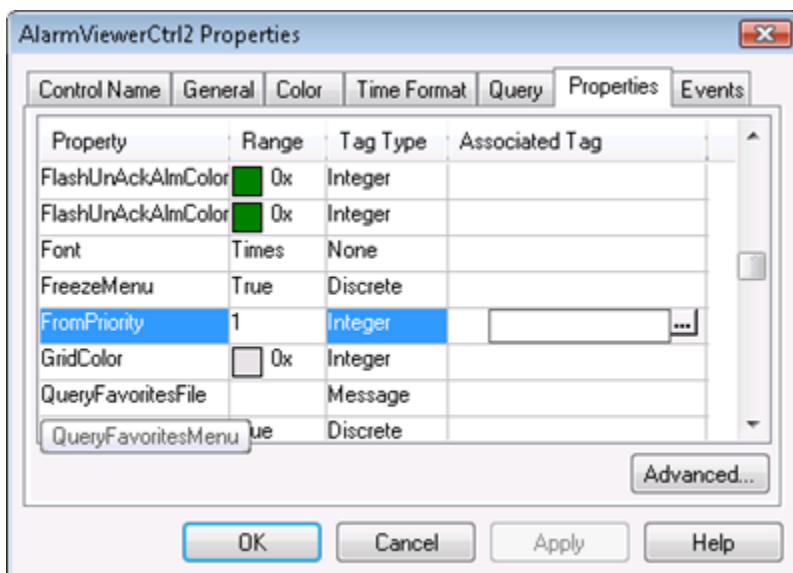 AlarmViewerCtrl2 Properties
Control Name General Color Time Format Query Properties Events
Property Range Tag Type Associated Tag
FlashUnAckAlmColor 0x Integer
FlashUnAckAlmColor 0x Integer
Font Times None
FreezeMenu True Discrete
FromPriority 1 Integer ...
GridColor 0x Integer
QueryFavoritesFile Message
QueryFavoritesMenu ue Discrete
Advanced...
OK Cancel Apply Help